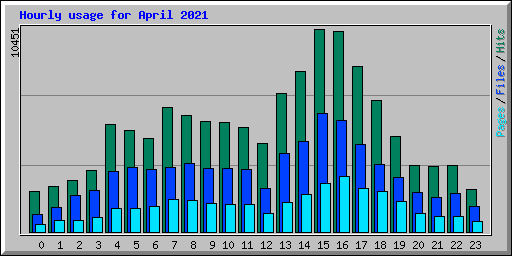 Hourly usage for April 2021
10451
Pages / Files / Hits
0 1 2 3 4 5 6 7 8 9 10 11 12 13 14 15 16 17 18 19 20 21 22 23